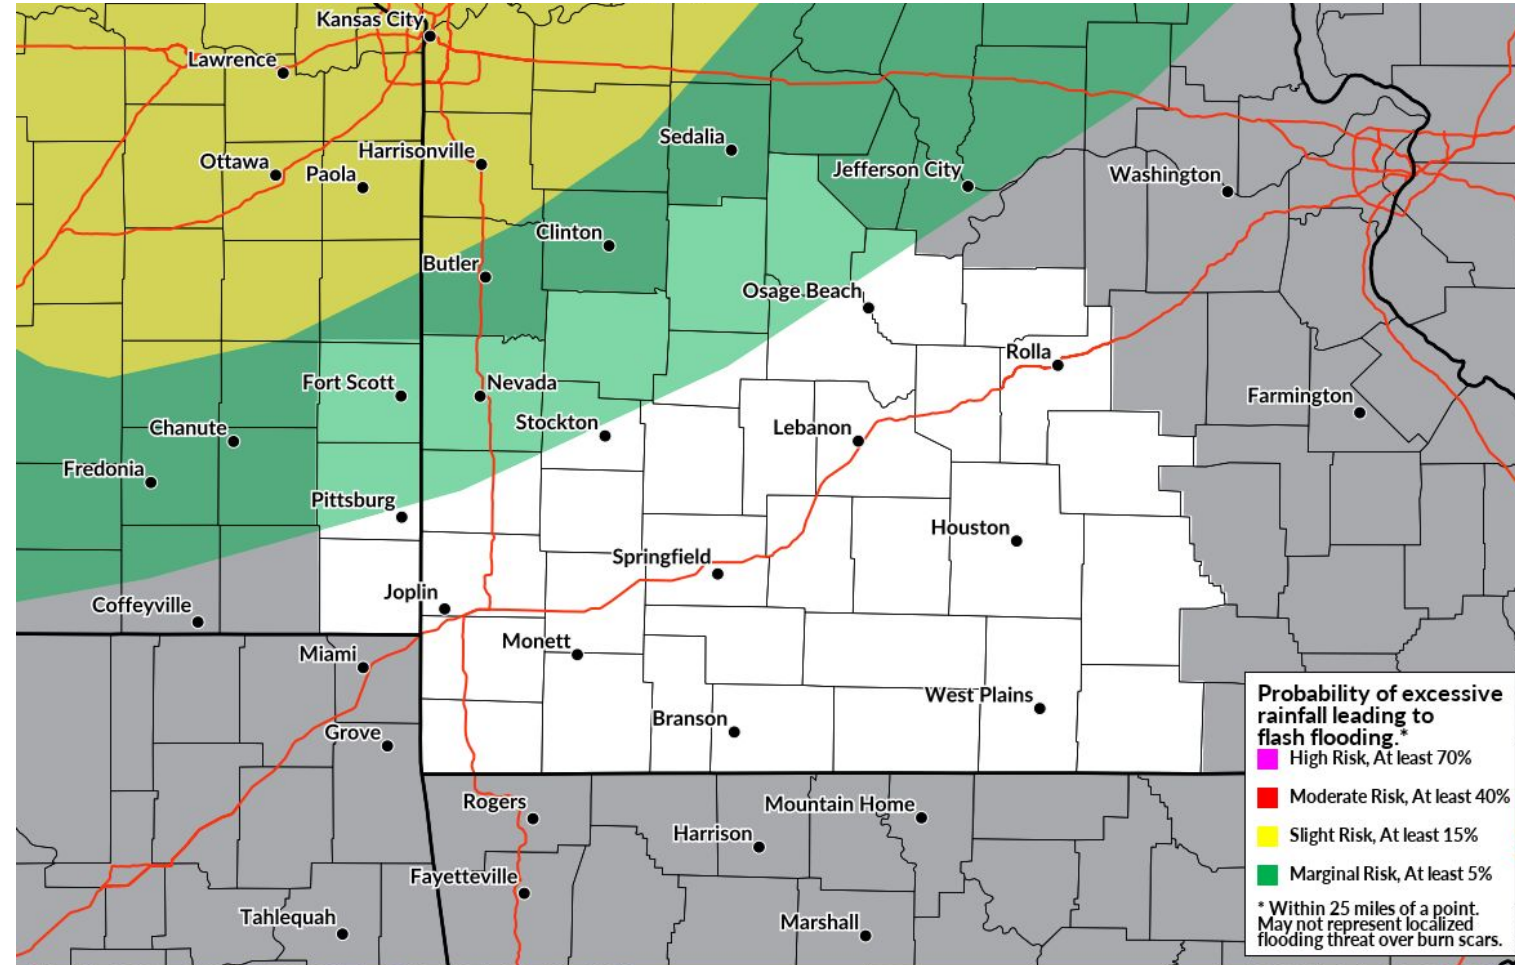 Kansas City
Lawrence
Sedalia
Harrisonville
Ottawa
Paola
Jefferson City
Washington
Clinton
Butler
Osage Beach
Rolla
Fort Scott
Nevada
Farmington
Stockton
Chanute
Lebanon
Fredonia
Pittsburg
Houston
Springfield
Joplin
Coffeyville
Monett
Miami
West Plains
Branson
Grove
Rogers
Mountain Home
Harrison
Fayetteville
Tahlequah
Marshall
Probability of excessive
rainfall leading to
flash flooding.*
High Risk, At least 70%
Moderate Risk, At least 40%
Slight Risk, At least 15%
Marginal Risk, At least 5%
* Within 25 miles of a point.
May not represent localized
flooding threat over burn scars.